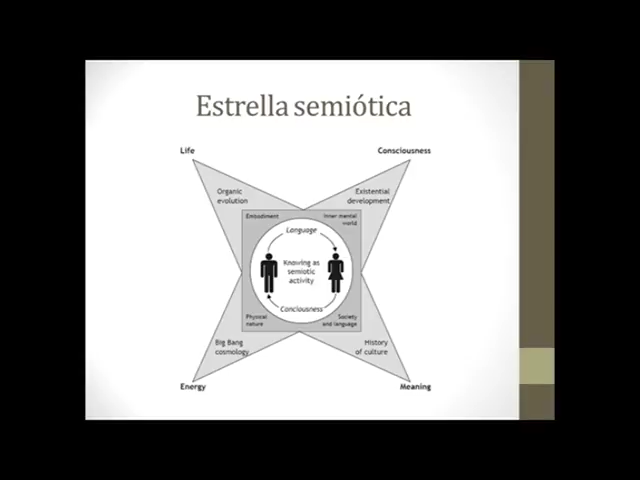 Estrella semiótica
Life
Consciousness
Organic
evolution
Existential
development
Embodiment
Inner mental
world
Language
Knowing as
semiotic
activity
Conciousness
Physical
nature
Society
and language
Big Bang
cosmology
History
of culture
Energy
Meaning